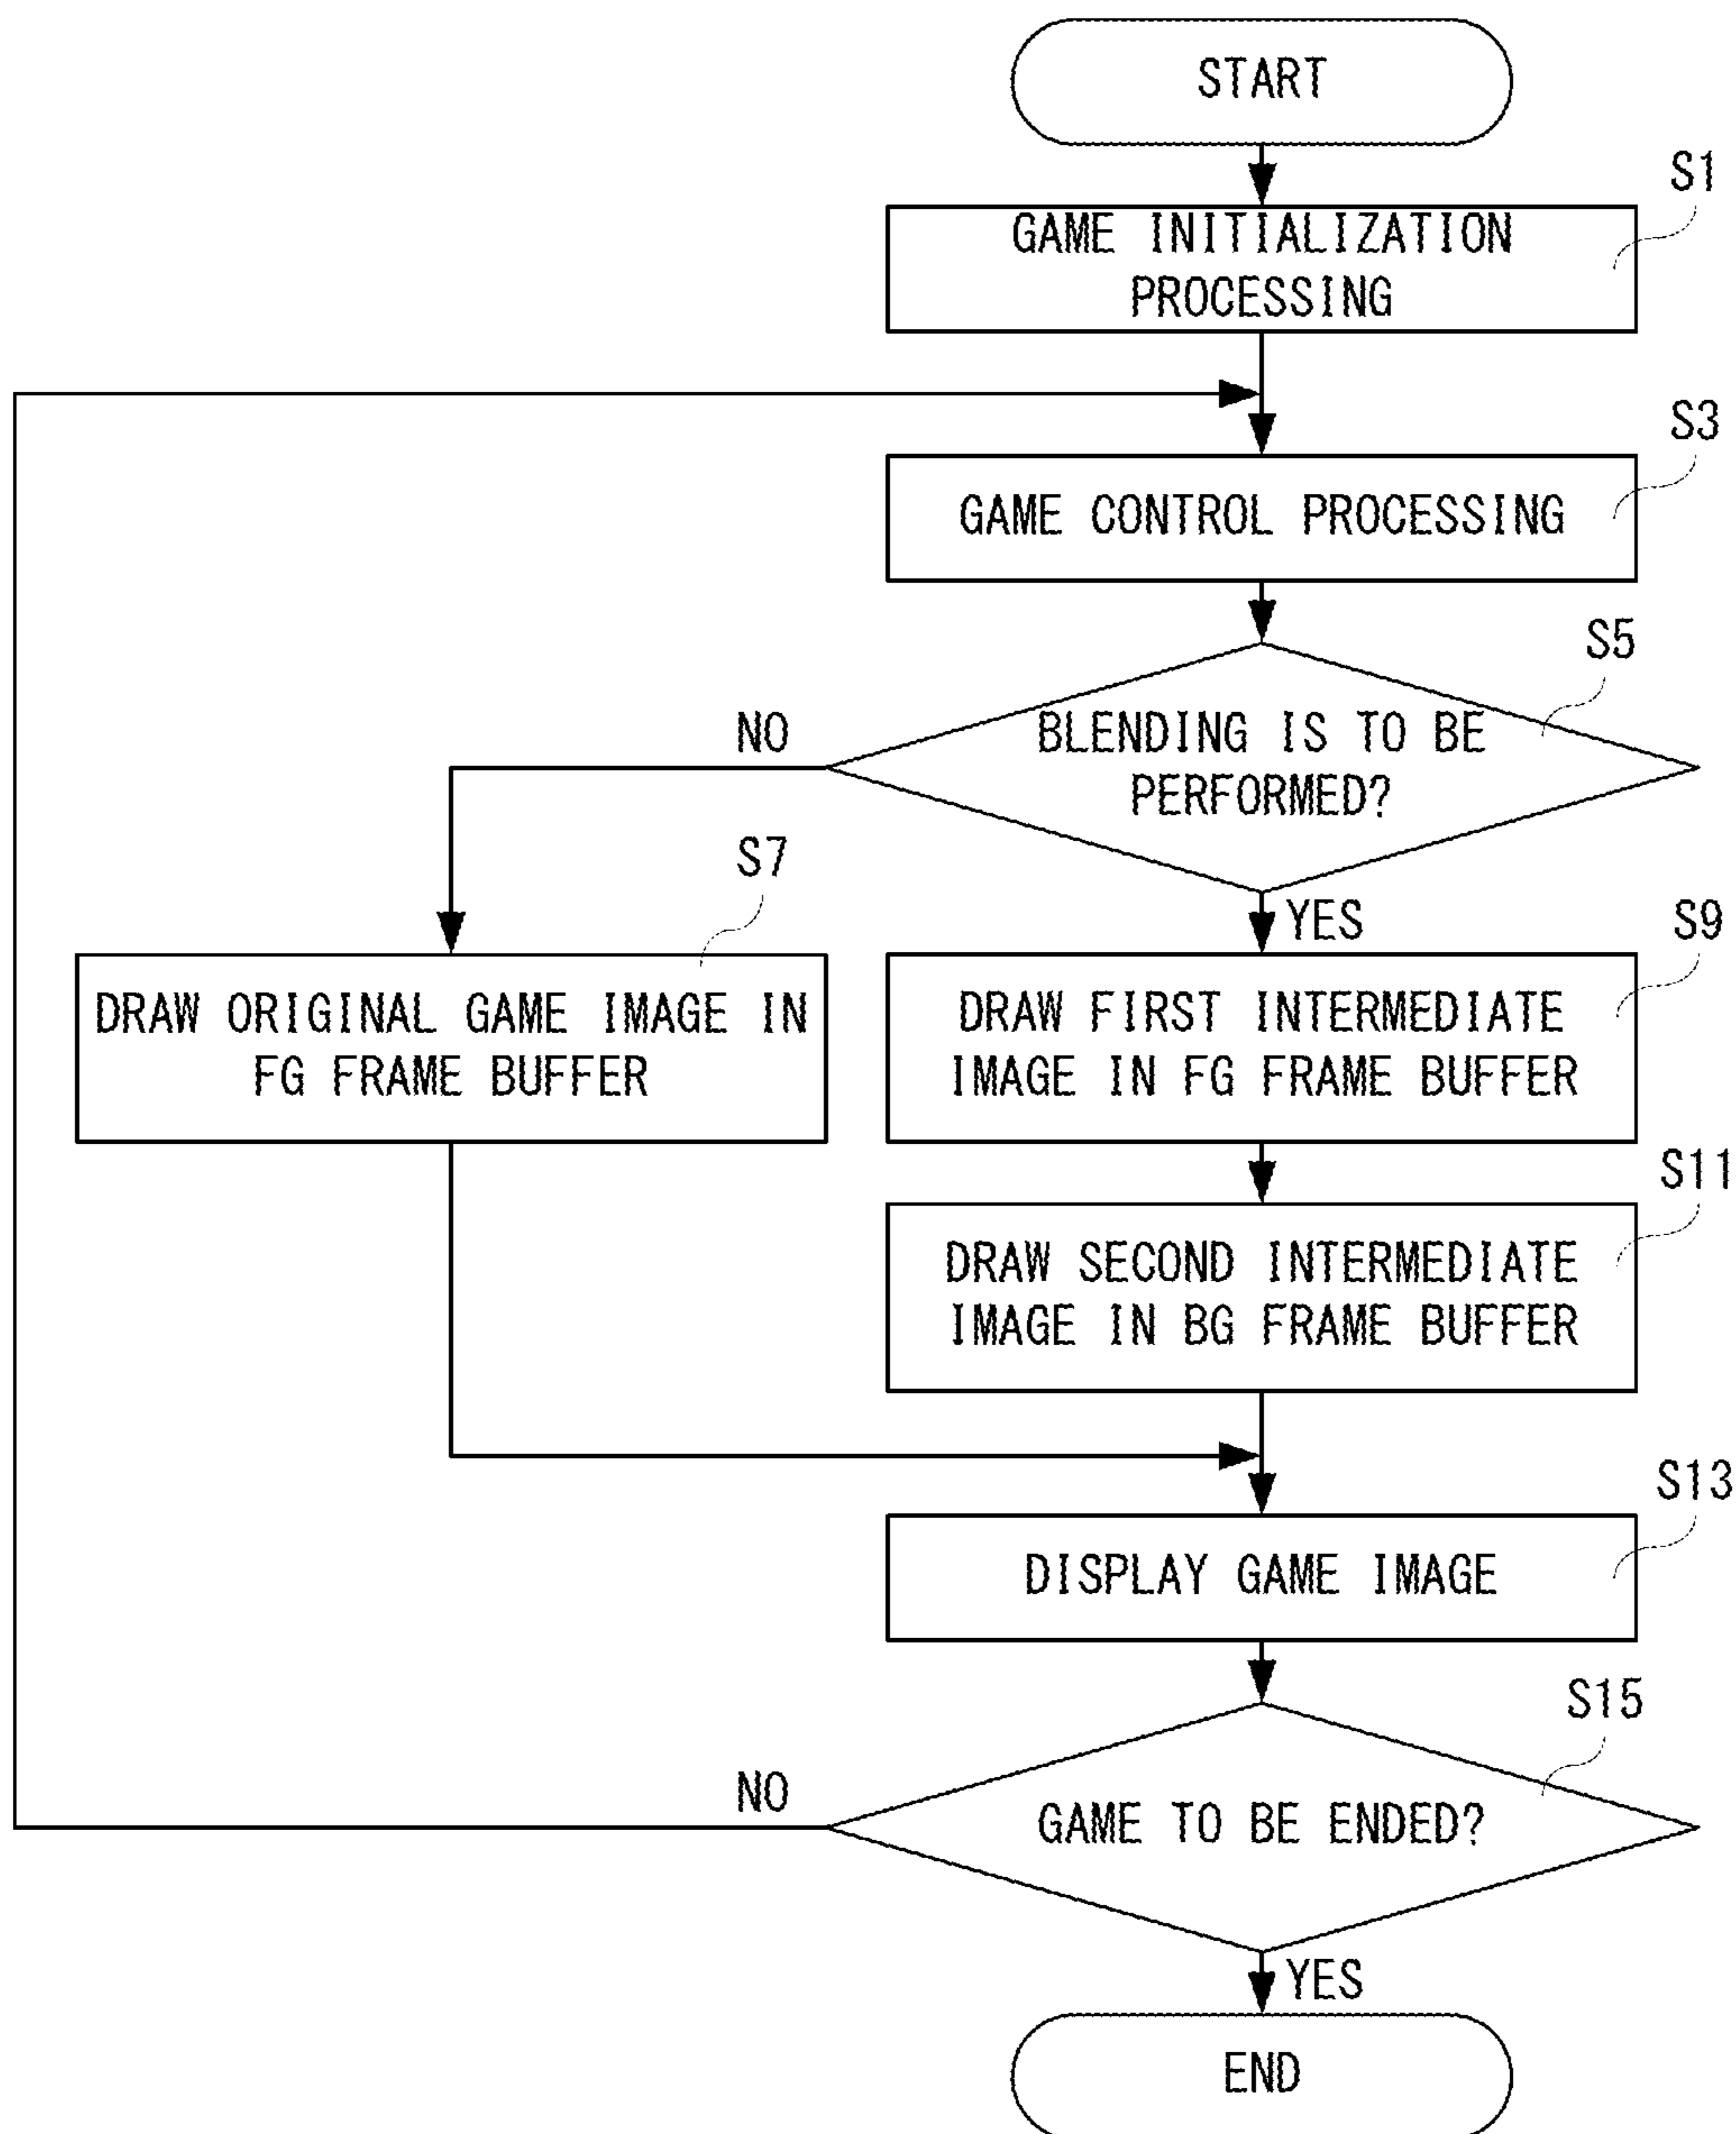 START
S1
GAME INITIALIZATION
PROCESSING
S3
GAME CONTROL PROCESSING
S5
BLENDING IS TO BE
PERFORMED?
NO
YES
S7
DRAW ORIGINAL GAME IMAGE IN
FG FRAME BUFFER
S9
DRAW FIRST INTERMEDIATE
IMAGE IN FG FRAME BUFFER
S11
DRAW SECOND INTERMEDIATE
IMAGE IN BG FRAME BUFFER
S13
DISPLAY GAME IMAGE
S15
GAME TO BE ENDED?
NO
YES
END